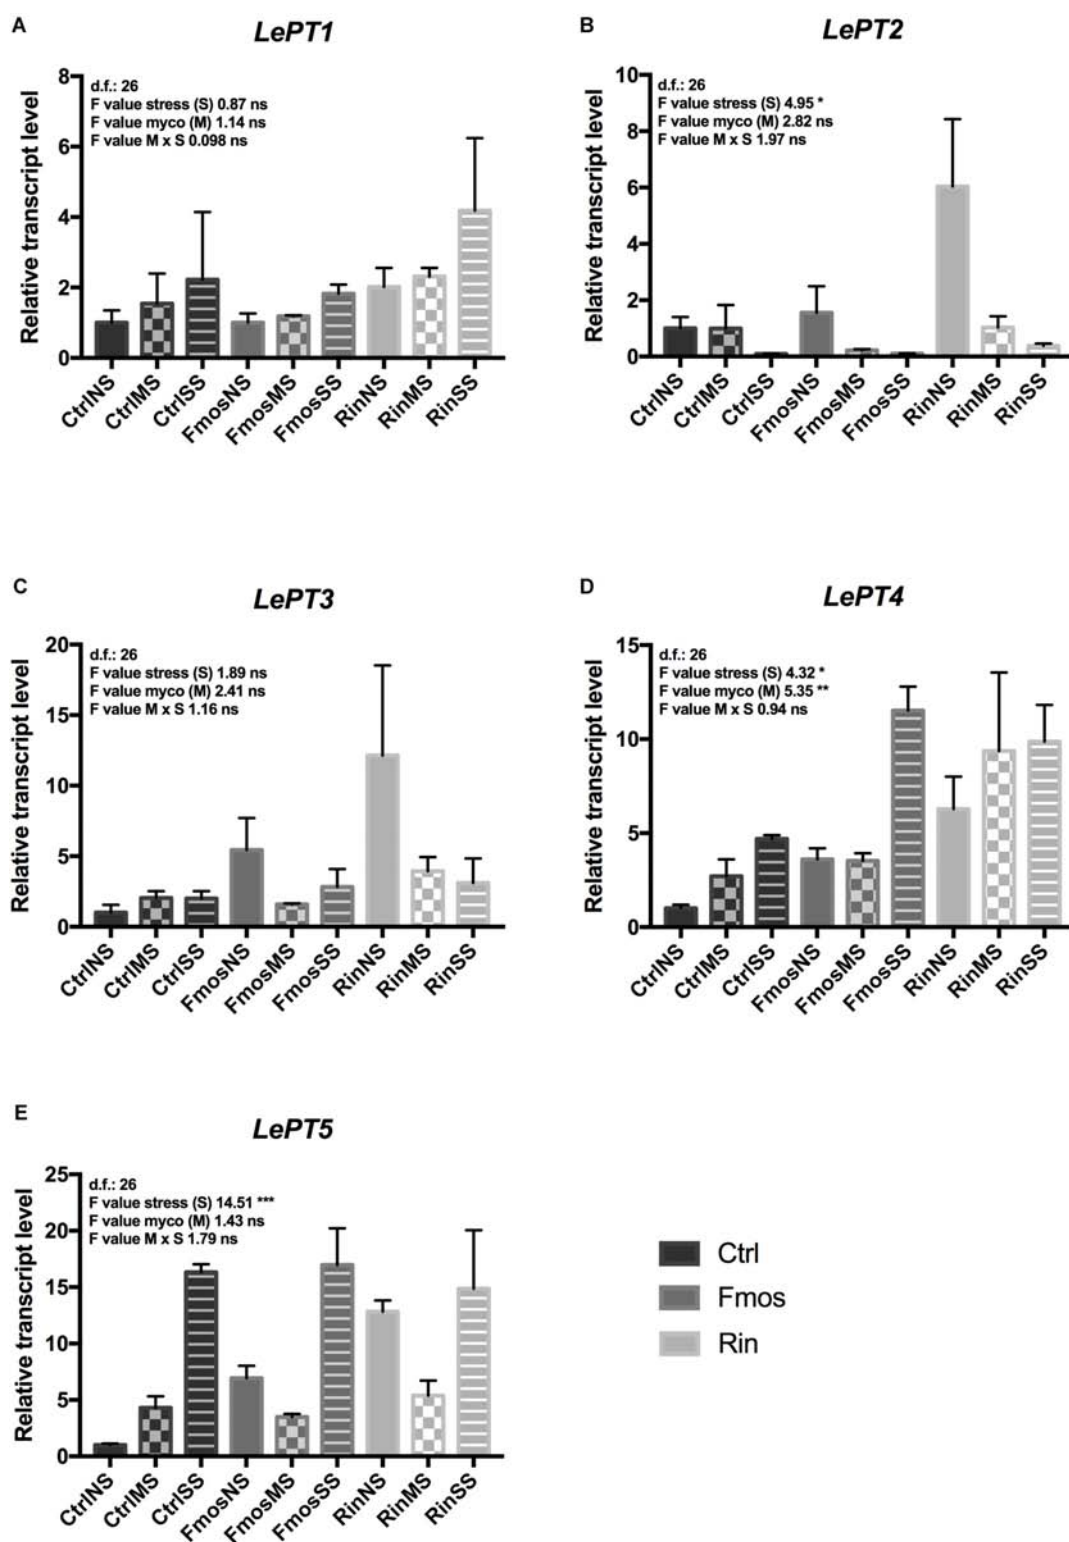 A
LePT1
Relative transcript level
8
6
4
2
0
d.f.: 26
F value stress (S) 0.87 ns
F value myco (M) 1.14 ns
F value M x S 0.098 ns
CtrlNS
CtrlMS
CtrlSS
FmosNS
FmosMS
FmosSS
RinNS
RinMS
RinSS
B
LePT2
Relative transcript level
10
8
6
4
2
0
d.f.: 26
F value stress (S) 4.95 *
F value myco (M) 2.82 ns
F value M x S 1.97 ns
CtrlNS
CtrlMS
CtrlSS
FmosNS
FmosMS
FmosSS
RinNS
RinMS
RinSS
C
LePT3
Relative transcript level
20
15
10
5
0
d.f.: 26
F value stress (S) 1.89 ns
F value myco (M) 2.41 ns
F value M x S 1.16 ns
CtrlNS
CtrlMS
CtrlSS
FmosNS
FmosMS
FmosSS
RinNS
RinMS
RinSS
D
LePT4
Relative transcript level
15
10
5
0
d.f.: 26
F value stress (S) 4.32 *
F value myco (M) 5.35 **
F value M x S 0.94 ns
CtrlNS
CtrlMS
CtrlSS
FmosNS
FmosMS
FmosSS
RinNS
RinMS
RinSS
E
LePT5
Relative transcript level
25
20
15
10
5
0
d.f.: 26
F value stress (S) 14.51 ***
F value myco (M) 1.43 ns
F value M x S 1.79 ns
CtrlNS
CtrlMS
CtrlSS
FmosNS
FmosMS
FmosSS
RinNS
RinMS
RinSS
Ctrl
Fmos
Rin